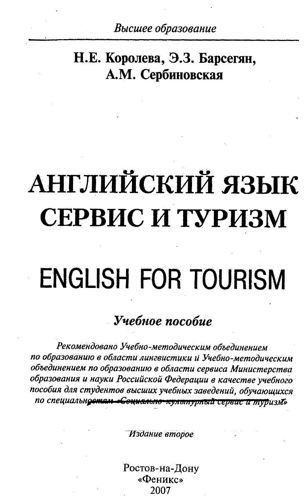 Высшее образование
Н.Е. Королева, Э.З. Барсегян,
А.М. Сербиновская
АНГЛИЙСКИЙ ЯЗЫК
СЕРВИС И ТУРИЗМ
ENGLISH FOR TOURISM
Учебное пособие
Рекомендовано Учебно-методическим объединением
по образованию в области лингвистики и Учебно-методическим
объединением по образованию в области сервиса Министерства
образования и науки Российской Федерации в качестве учебного
пособия для студентов высших учебных заведений, обучающихся
по специальностям «Социально-культурный сервис и туризм»
Издание второе
Ростов-на-Дону
«Феникс»
2007